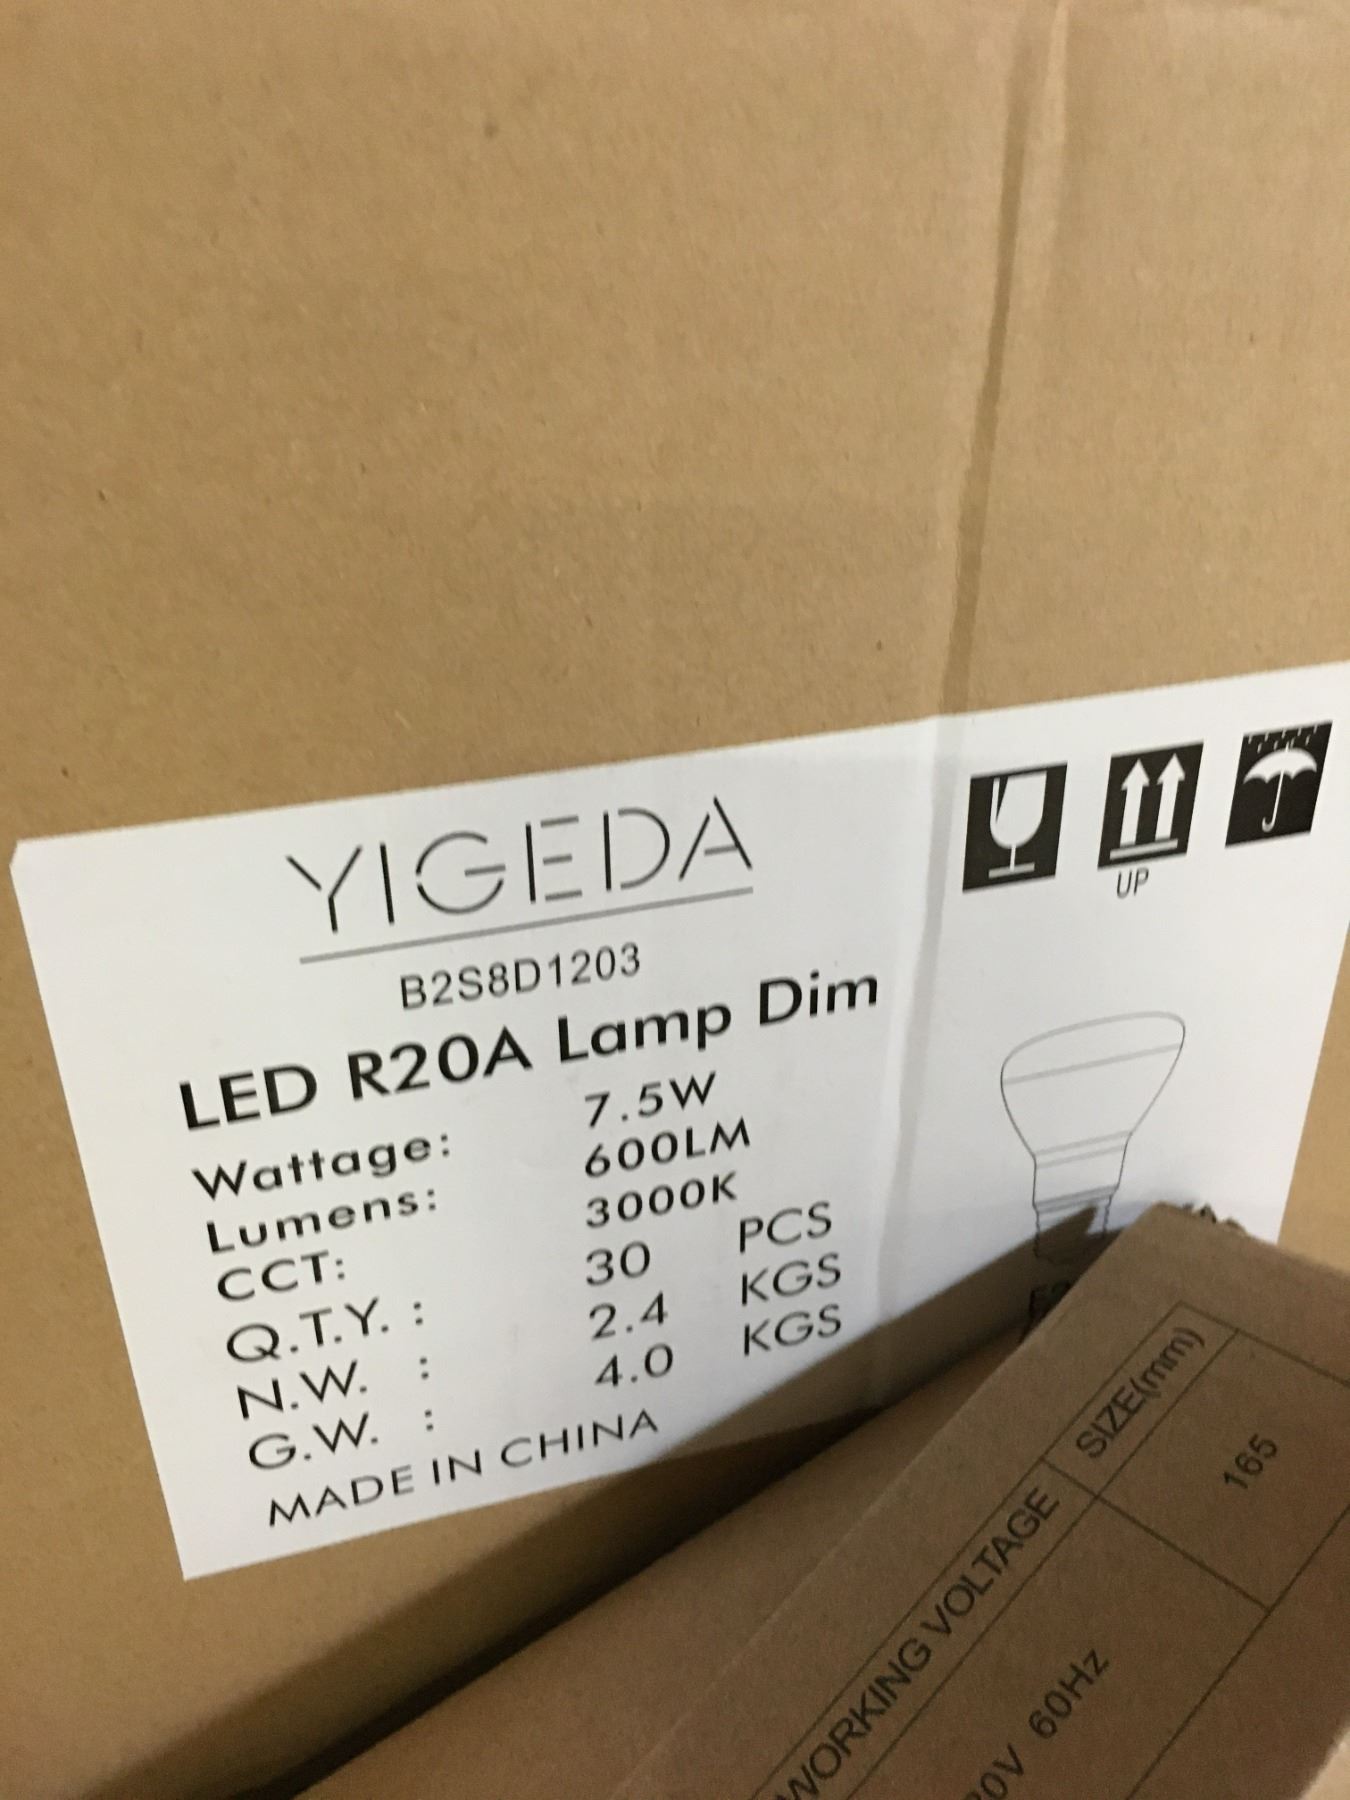 YIGEDA
B2S8D1203
LED R20A Lamp Dim
Wattage: 7.5W
Lumens: 600LM
CCT: 3000K
Q.T.Y. : 30 PCS
N.W. : 2.4 KGS
G.W. : 4.0 KGS
MADE IN CHINA
UP
WORKING VOLTAGE SIZE(mm)
60Hz 165